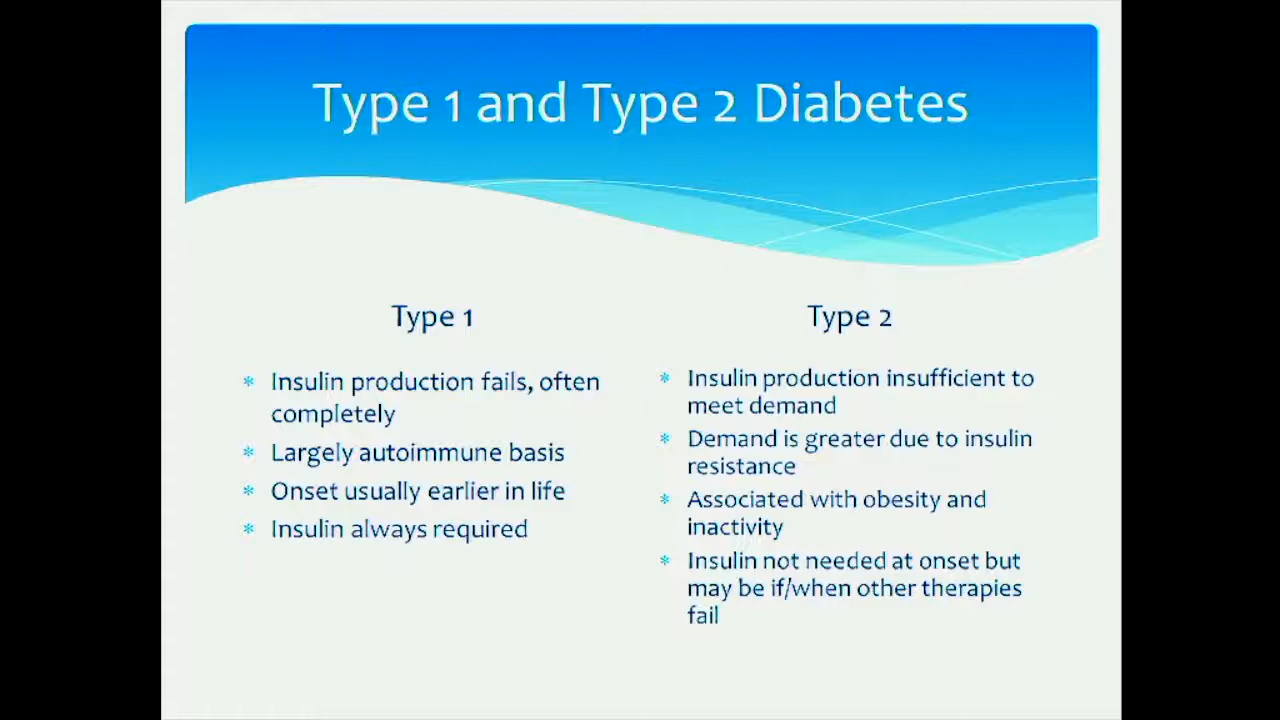 Type 1 and Type 2 Diabetes
Type 1
* Insulin production fails, often
completely
* Largely autoimmune basis
* Onset usually earlier in life
* Insulin always required
Type 2
* Insulin production insufficient to
meet demand
* Demand is greater due to insulin
resistance
* Associated with obesity and
inactivity
* Insulin not needed at onset but
may be if/when other therapies
fail